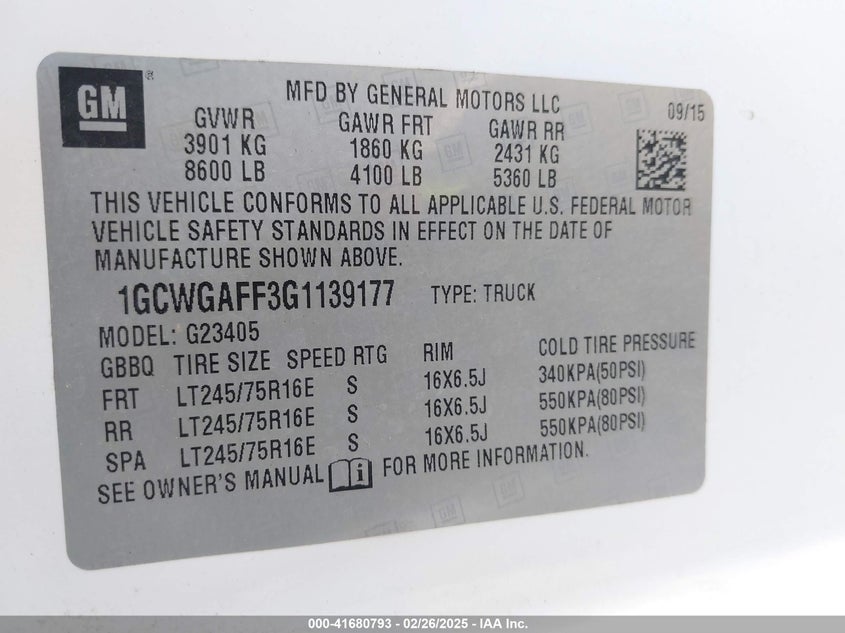 GM
MFD BY GENERAL MOTORS LLC 09/15
GVWR GAWR FRT GAWR RR
3901 KG 1860 KG 2431 KG
8600 LB 4100 LB 5360 LB
THIS VEHICLE CONFORMS TO ALL APPLICABLE U.S. FEDERAL MOTOR
VEHICLE SAFETY STANDARDS IN EFFECT ON THE DATE OF
MANUFACTURE SHOWN ABOVE.
1GCWGAFF3G1139177 TYPE: TRUCK
MODEL: G23405
GBBQ TIRE SIZE SPEED RTG RIM COLD TIRE PRESSURE
FRT LT245/75R16E S 16X6.5J 340KPA(50PSI)
RR LT245/75R16E S 16X6.5J 550KPA(80PSI)
SPA LT245/75R16E S 16X6.5J 550KPA(80PSI)
SEE OWNER'S MANUAL FOR MORE INFORMATION.
000-41680793 - 02/26/2025 - IAA Inc.